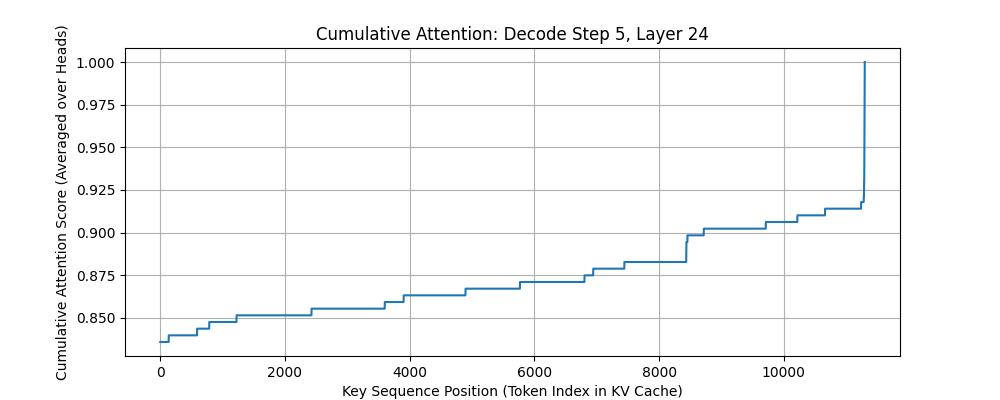 Cumulative Attention: Decode Step 5, Layer 24
Cumulative Attention Score (Averaged over Heads)
1.000
0.975
0.950
0.925
0.900
0.875
0.850
0 2000 4000 6000 8000 10000
Key Sequence Position (Token Index in KV Cache)